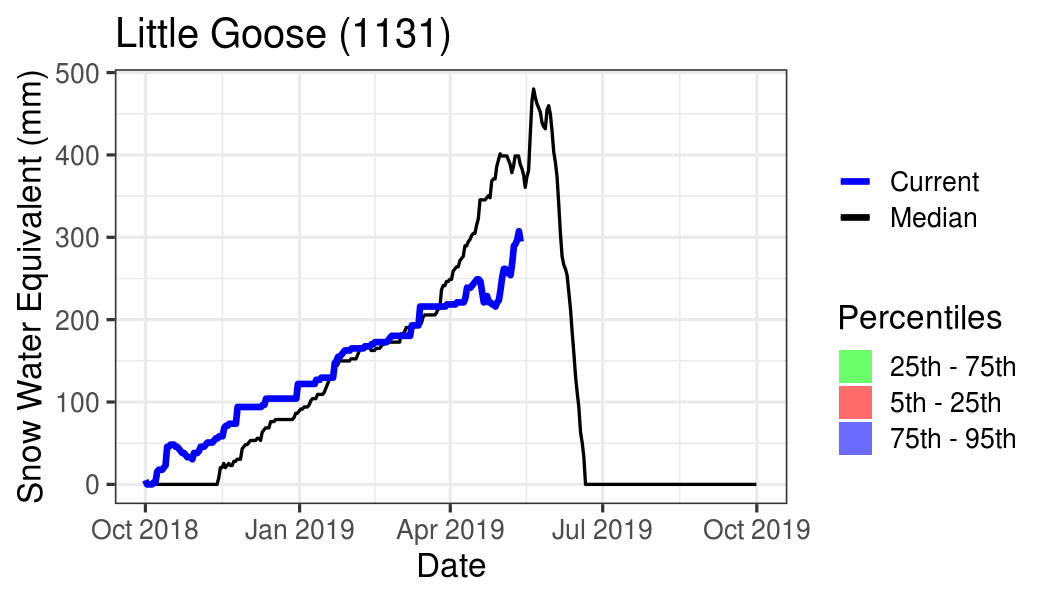 Little Goose (1131)
Snow Water Equivalent (mm)
500
400
300
200
100
0
Oct 2018 Jan 2019 Apr 2019 Jul 2019 Oct 2019
Date
Current
Median
Percentiles
25th - 75th
5th - 25th
75th - 95th